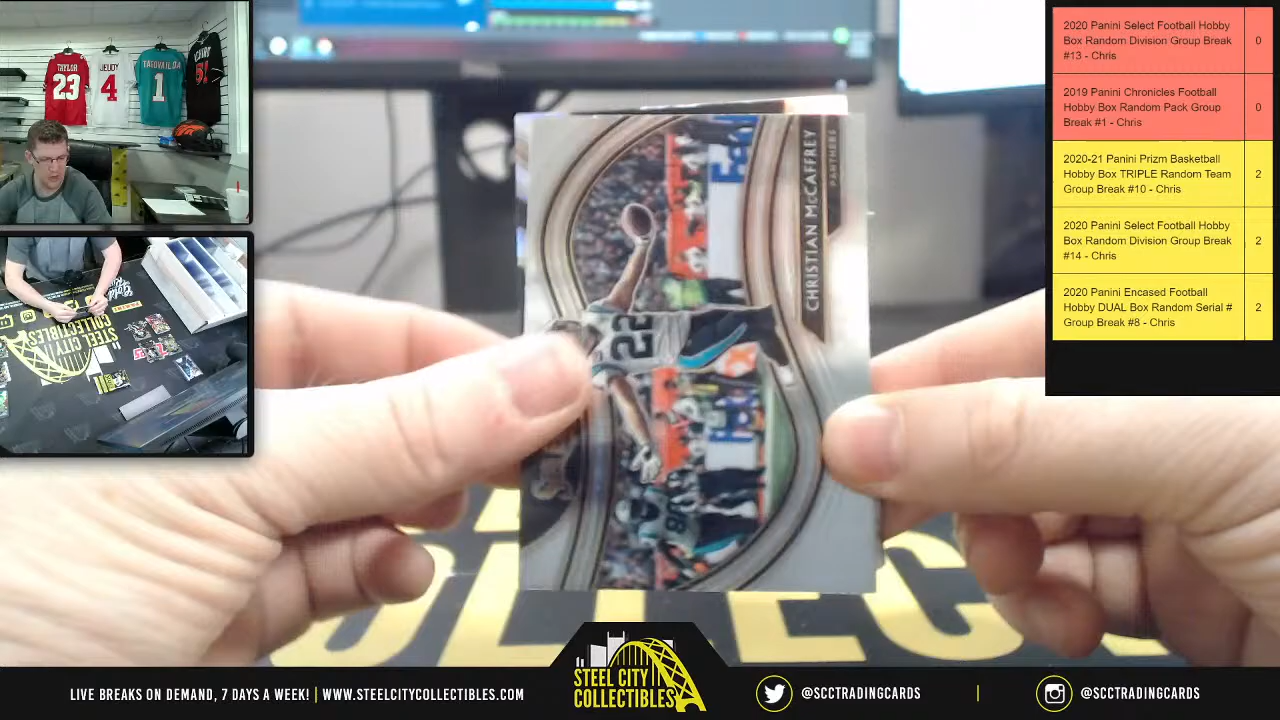 TAYLOR
23
JEUDY
4
TAGOVAILOA
1
51
2020 Panini Select Football Hobby
Box Random Division Group Break
#13 - Chris
0
2019 Panini Chronicles Football
Hobby Box Random Pack Group
Break #1 - Chris
0
2020-21 Panini Prizm Basketball
Hobby Box TRIPLE Random Team
Group Break #10 - Chris
2
2020 Panini Select Football Hobby
Box Random Division Group Break
#14 - Chris
2
2020 Panini Encased Football
Hobby DUAL Box Random Serial #
Group Break #8 - Chris
2
CHRISTIAN McCAFFREY
PANTHERS
22
STEEL CITY
COLLECTIBLES
STEEL CITY
COLLECTIBLES
LIVE BREAKS ON DEMAND, 7 DAYS A WEEK! | WWW.STEELCITYCOLLECTIBLES.COM
@SCCTRADINGCARDS
@SCCTRADINGCARDS